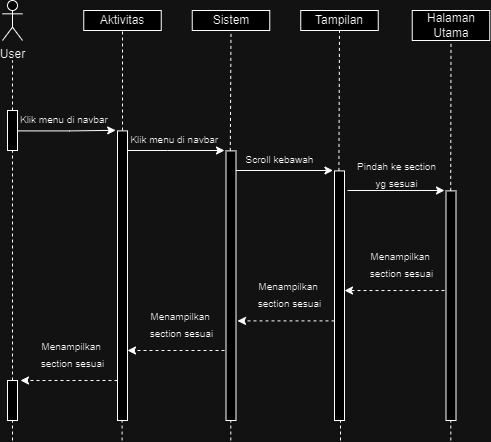 User
Aktivitas
Sistem
Tampilan
Halaman
Utama
Klik menu di navbar
Klik menu di navbar
Scroll kebawah
Pindah ke section
yg sesuai
Menampilkan
section sesuai
Menampilkan
section sesuai
Menampilkan
section sesuai
Menampilkan
section sesuai